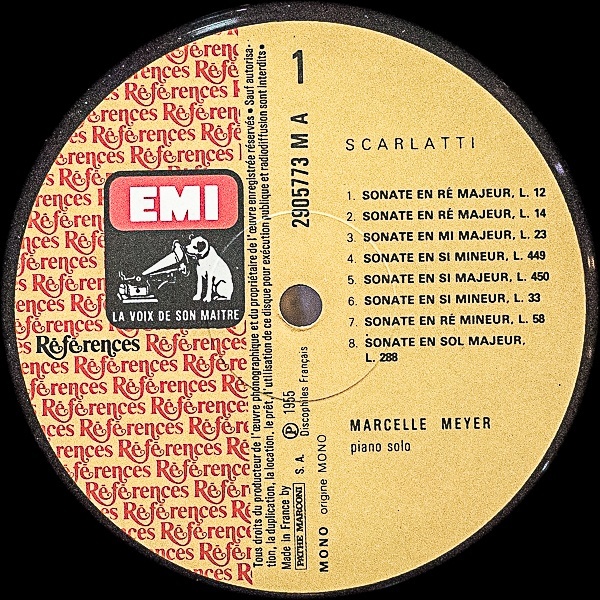 Références
EMI
LA VOIX DE SON MAITRE
Références
Tous droits du producteur de l'œuvre phonographique et du propriétaire de l'œuvre enregistrée réservés • Sauf autorisa-
tion, la duplication, la location, le prêt, l'utilisation de ce disque pour exécution publique et radiodiffusion sont interdits •
Made in France by
PATHE MARCONI S. A.
℗ 1955
Discophiles Français
MONO origine MONO
2905773 M A
1
SCARLATTI
1. SONATE EN RÉ MAJEUR, L. 12
2. SONATE EN RÉ MAJEUR, L. 14
3. SONATE EN MI MAJEUR, L. 23
4. SONATE EN SI MINEUR, L. 449
5. SONATE EN SI MAJEUR, L. 450
6. SONATE EN SI MINEUR, L. 33
7. SONATE EN RÉ MINEUR, L. 58
8. SONATE EN SOL MAJEUR,
L. 288
MARCELLE MEYER
piano solo